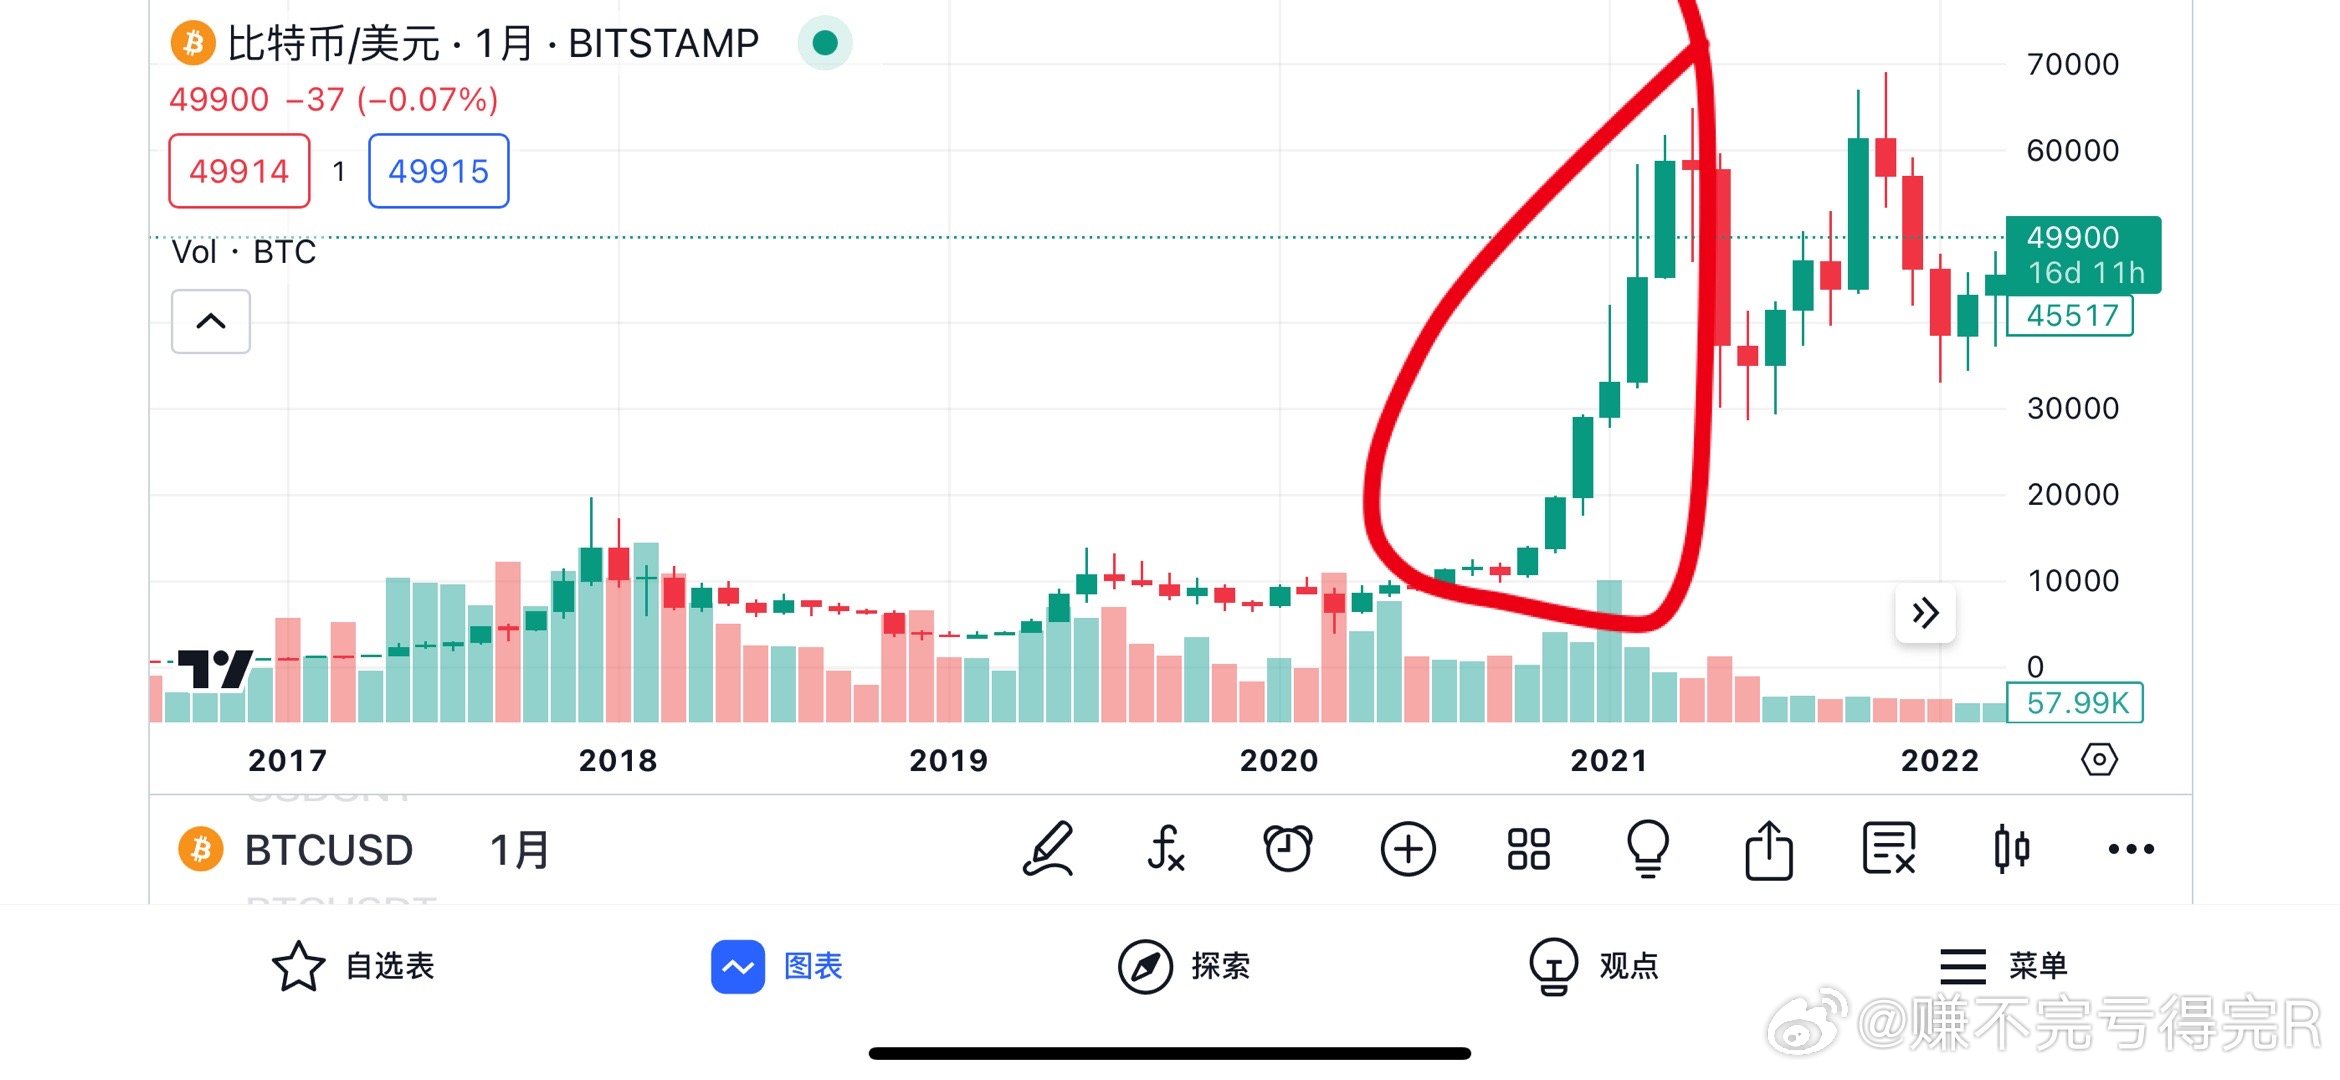 比特币/美元 · 1月 · BITSTAMP
49900 −37 (−0.07%)
49914 1 49915
Vol · BTC
70000
60000
49900
16d 11h
45517
30000
20000
10000
0
57.99K
2017 2018 2019 2020 2021 2022
BTCUSD 1月
自选表 图表 探索 观点 菜单
@赚不完亏得完R